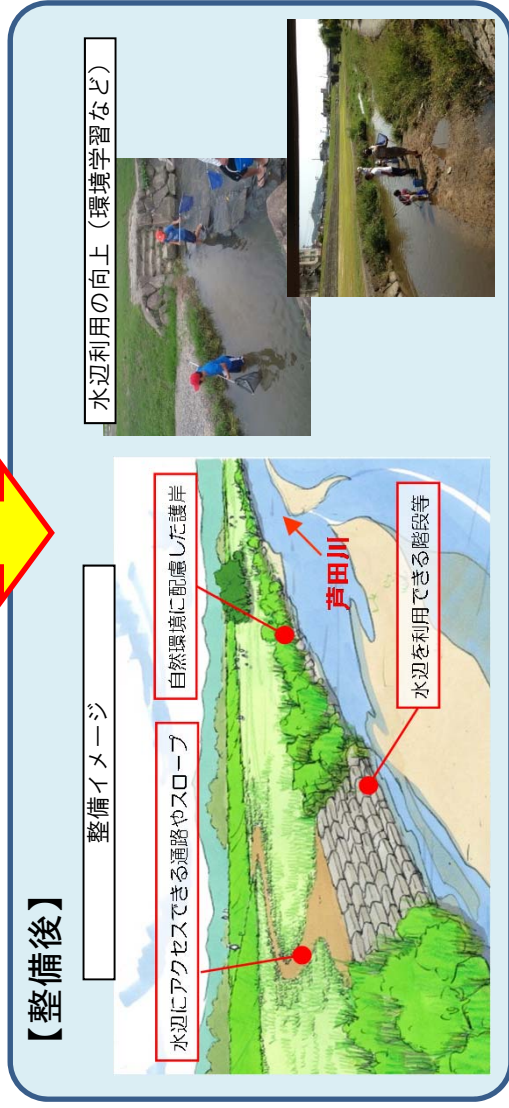 【整備後】
整備イメージ
水辺にアクセスできる通路やスロープ
自然環境に配慮した護岸
芦田川
水辺を利用できる階段等
水辺利用の向上（環境学習など）